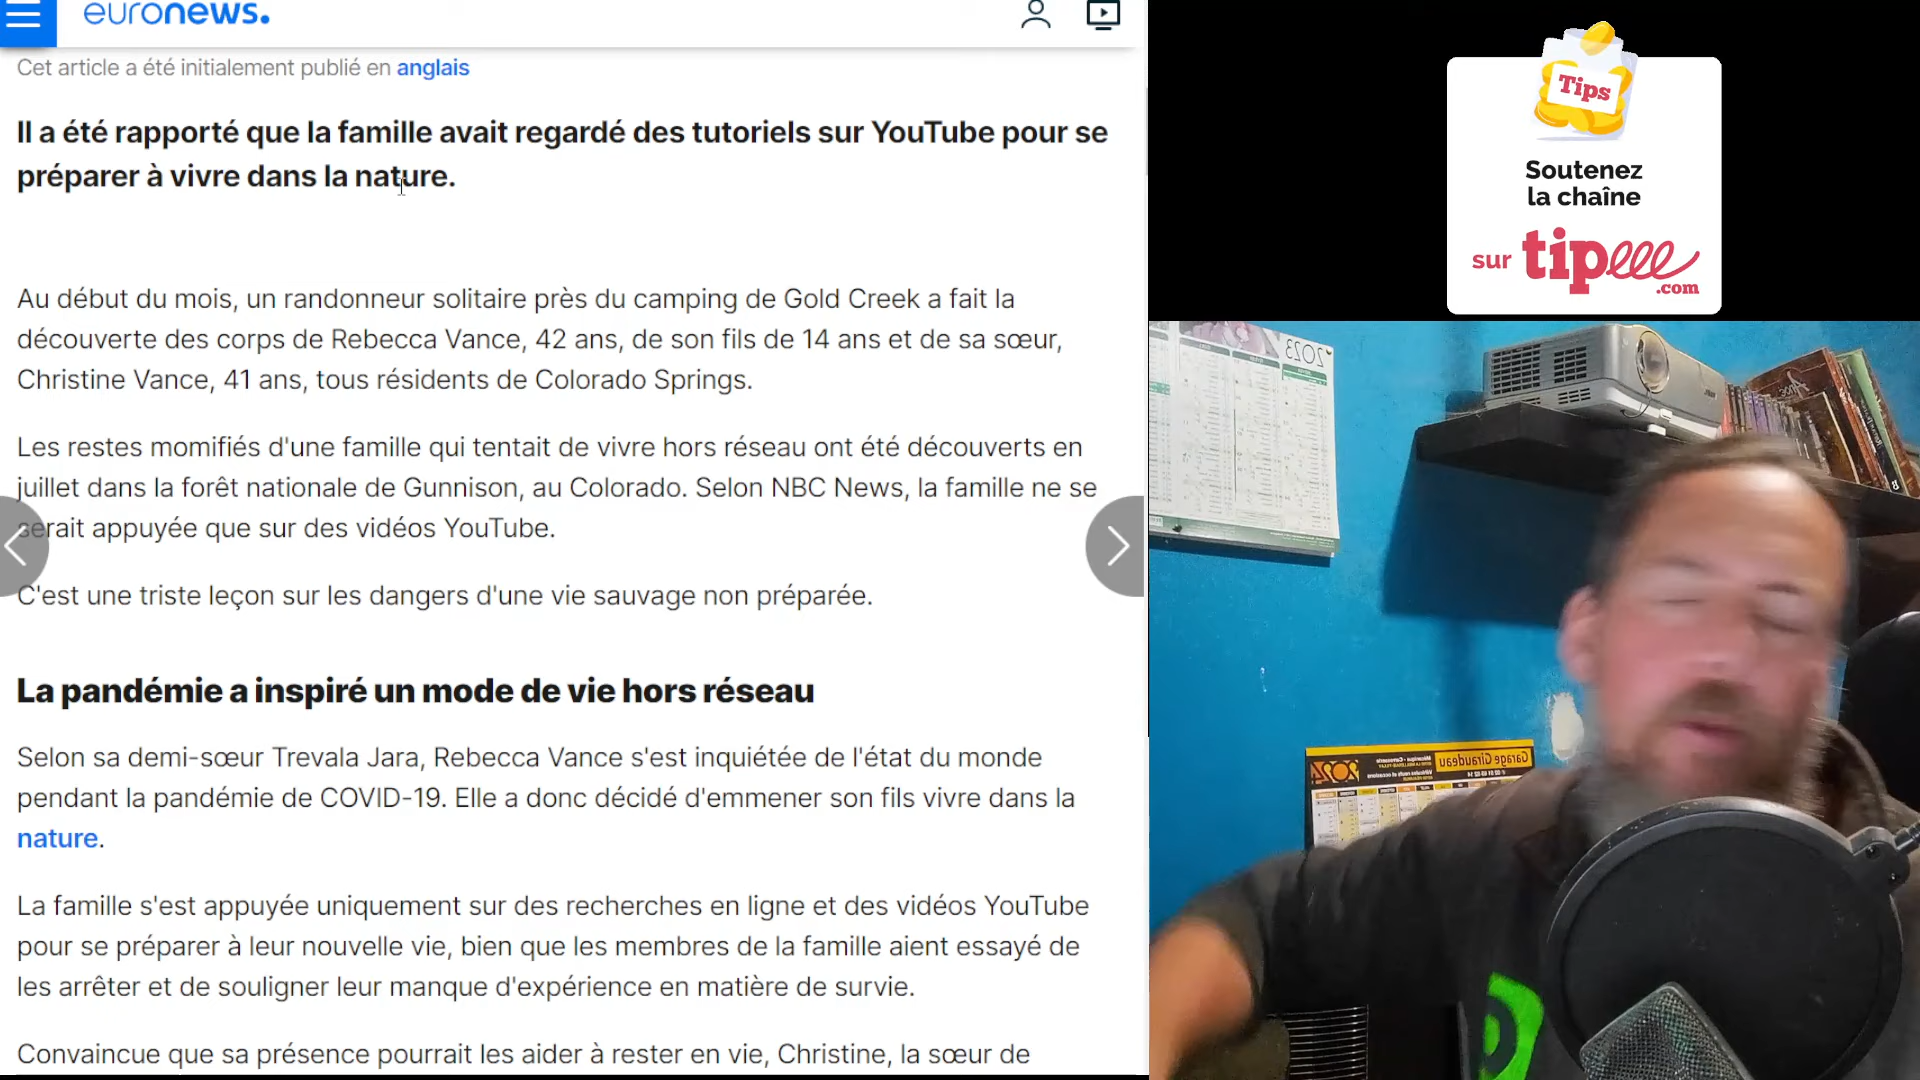 euronews.
Cet article a été initialement publié en anglais
Il a été rapporté que la famille avait regardé des tutoriels sur YouTube pour se
préparer à vivre dans la nature.
Au début du mois, un randonneur solitaire près du camping de Gold Creek a fait la
découverte des corps de Rebecca Vance, 42 ans, de son fils de 14 ans et de sa sœur,
Christine Vance, 41 ans, tous résidents de Colorado Springs.
Les restes momifiés d'une famille qui tentait de vivre hors réseau ont été découverts en
juillet dans la forêt nationale de Gunnison, au Colorado. Selon NBC News, la famille ne se
serait appuyée que sur des vidéos YouTube.
C'est une triste leçon sur les dangers d'une vie sauvage non préparée.
La pandémie a inspiré un mode de vie hors réseau
Selon sa demi-sœur Trevala Jara, Rebecca Vance s'est inquiétée de l'état du monde
pendant la pandémie de COVID-19. Elle a donc décidé d'emmener son fils vivre dans la
nature.
La famille s'est appuyée uniquement sur des recherches en ligne et des vidéos YouTube
pour se préparer à leur nouvelle vie, bien que les membres de la famille aient essayé de
les arrêter et de souligner leur manque d'expérience en matière de survie.
Convaincue que sa présence pourrait les aider à rester en vie, Christine, la sœur de
Tips
Soutenez
la chaîne
sur tipeee
.com
2023
Garage Giraudeau
2022